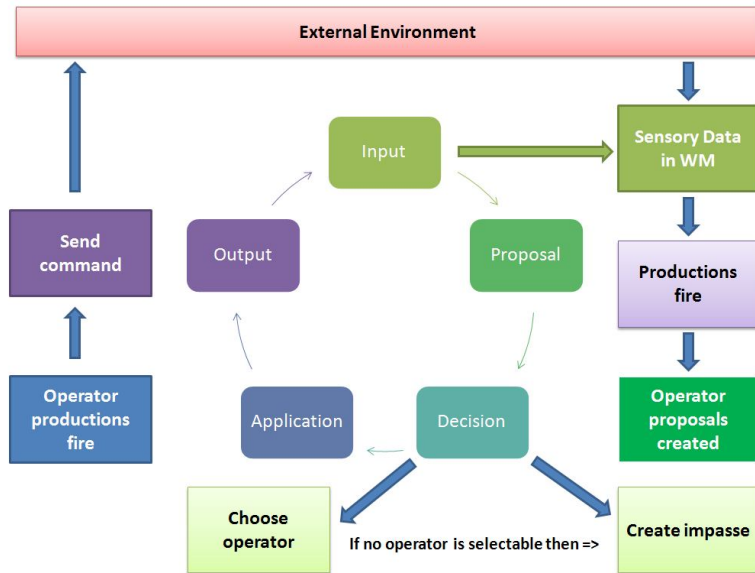 External Environment
Input
Sensory Data
in WM
Send
command
Output
Proposal
Productions
fire
Operator
productions
fire
Application
Decision
Operator
proposals
created
Choose
operator
If no operator is selectable then =>
Create impasse